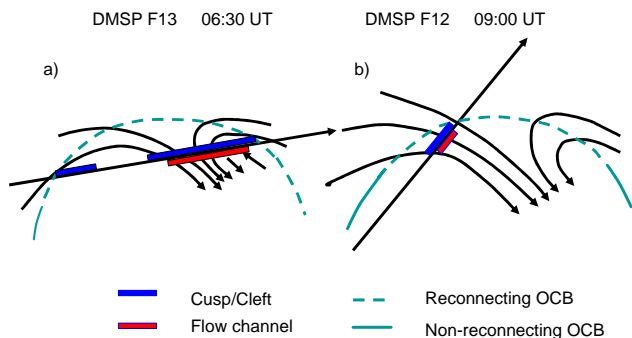 DMSP F13 06:30 UT
DMSP F12 09:00 UT
a)
b)
Cusp/Cleft
Flow channel
Reconnecting OCB
Non-reconnecting OCB